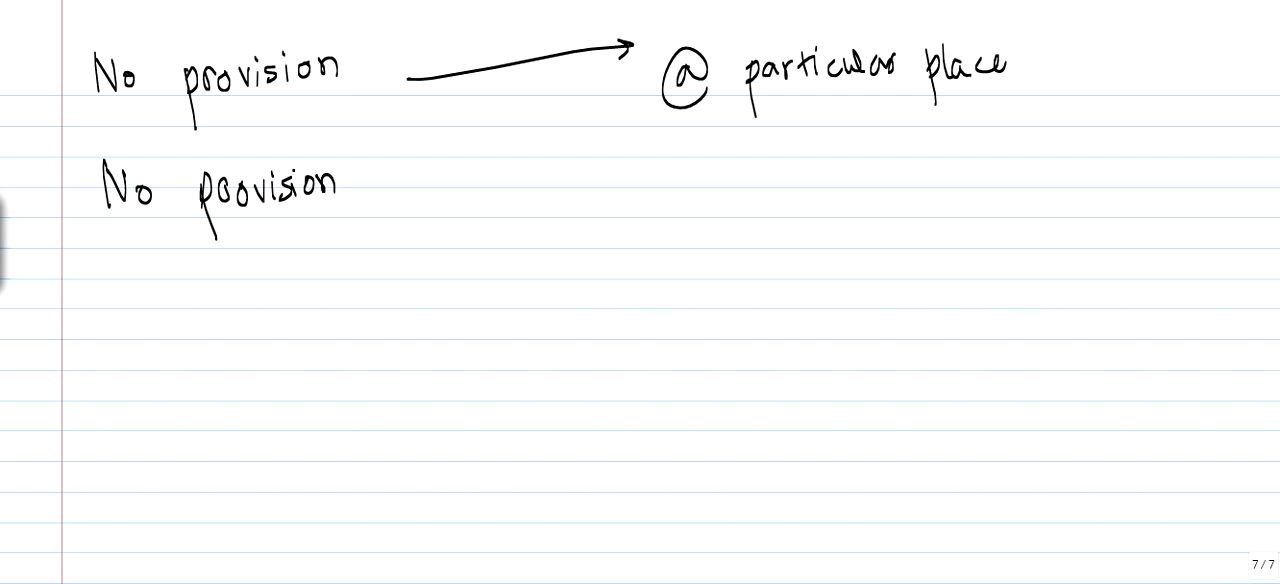 No provision → @ particular place
No provision
7/7